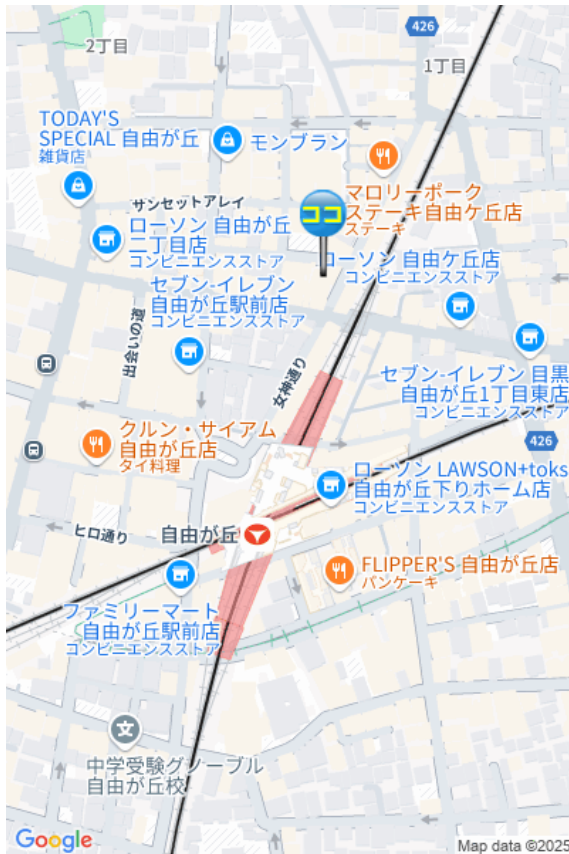 2丁目
426
1丁目
TODAY'S
SPECIAL 自由が丘
雑貨店
モンブラン
マロリーポーク
ステーキ自由ケ丘店
ステーキ
サンセットアレイ
ココ
ローソン 自由が丘
二丁目店
コンビニエンスストア
ローソン 自由ケ丘店
コンビニエンスストア
セブン-イレブン
自由が丘駅前店
コンビニエンスストア
出会いの道
女神通り
セブン-イレブン 目黒
自由が丘1丁目東店
コンビニエンスストア
クルン・サイアム
自由が丘店
タイ料理
426
ローソン LAWSON+toks
自由が丘下りホーム店
コンビニエンスストア
ヒロ通り
自由が丘
FLIPPER'S 自由が丘店
パンケーキ
ファミリーマート
自由が丘駅前店
コンビニエンスストア
文
中学受験グノーブル
自由が丘校
Google
Map data ©2025